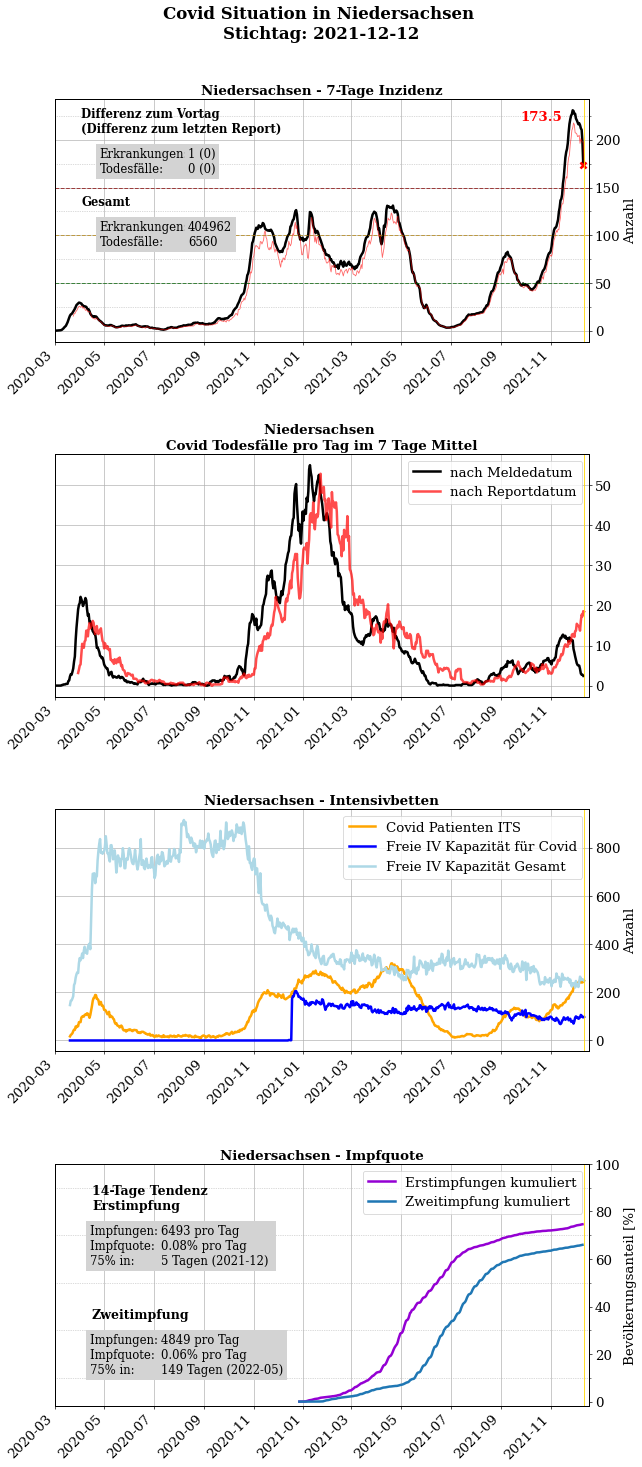 Covid Situation in Niedersachsen
Stichtag: 2021-12-12
Niedersachsen - 7-Tage Inzidenz
Differenz zum Vortag
(Differenz zum letzten Report)
Erkrankungen 1 (0)
Todesfälle: 0 (0)
Gesamt
Erkrankungen 404962
Todesfälle: 6560
173.5
200
150
100
50
0
Anzahl
2020-03
2020-05
2020-07
2020-09
2020-11
2021-01
2021-03
2021-05
2021-07
2021-09
2021-11
Niedersachsen
Covid Todesfälle pro Tag im 7 Tage Mittel
nach Meldedatum
nach Reportdatum
50
40
30
20
10
0
2020-03
2020-05
2020-07
2020-09
2020-11
2021-01
2021-03
2021-05
2021-07
2021-09
2021-11
Niedersachsen - Intensivbetten
Covid Patienten ITS
Freie IV Kapazität für Covid
Freie IV Kapazität Gesamt
800
600
400
200
0
Anzahl
2020-03
2020-05
2020-07
2020-09
2020-11
2021-01
2021-03
2021-05
2021-07
2021-09
2021-11
Niedersachsen - Impfquote
14-Tage Tendenz
Erstimpfung
Impfungen: 6493 pro Tag
Impfquote: 0.08% pro Tag
75% in: 5 Tagen (2021-12)
Zweitimpfung
Impfungen: 4849 pro Tag
Impfquote: 0.06% pro Tag
75% in: 149 Tagen (2022-05)
Erstimpfungen kumuliert
Zweitimpfung kumuliert
100
80
60
40
20
0
Bevölkerungsanteil [%]
2020-03
2020-05
2020-07
2020-09
2020-11
2021-01
2021-03
2021-05
2021-07
2021-09
2021-11